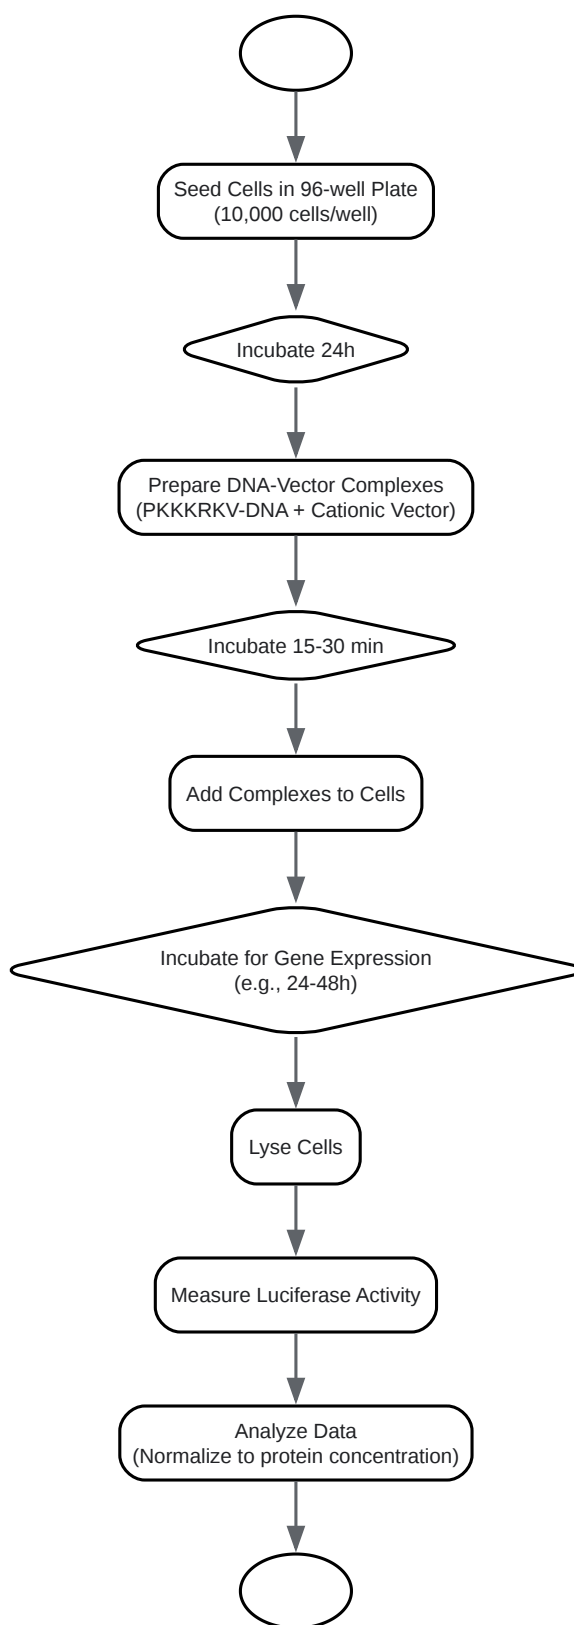 Seed Cells in 96-well Plate
(10,000 cells/well)
Incubate 24h
Prepare DNA-Vector Complexes
(PKKKRKV-DNA + Cationic Vector)
Incubate 15-30 min
Add Complexes to Cells
Incubate for Gene Expression
(e.g., 24-48h)
Lyse Cells
Measure Luciferase Activity
Analyze Data
(Normalize to protein concentration)